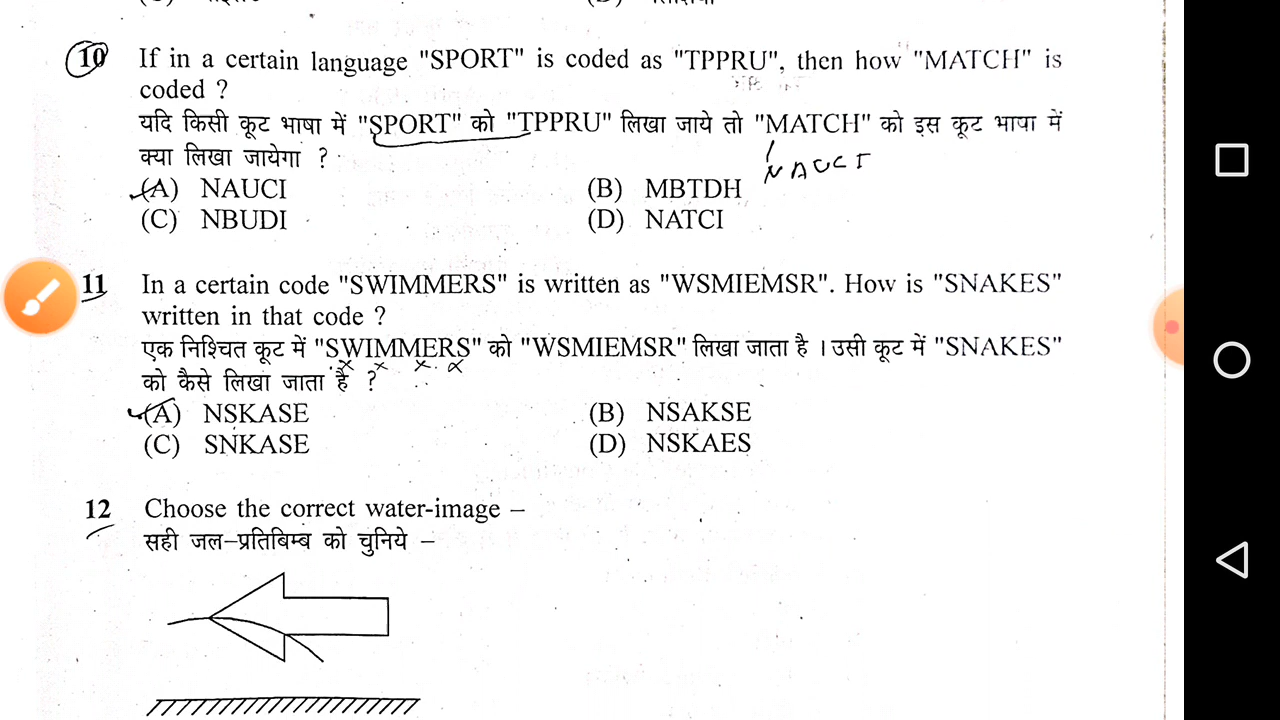 10 If in a certain language "SPORT" is coded as "TPPRU", then how "MATCH" is
coded ?
यदि किसी कूट भाषा में "SPORT" को "TPPRU" लिखा जाये तो "MATCH" को इस कूट भाषा में
क्या लिखा जायेगा ?
NAUCI
(A) NAUCI (B) MBTDH
(C) NBUDI (D) NATCI
11 In a certain code "SWIMMERS" is written as "WSMIEMSR". How is "SNAKES"
written in that code ?
एक निश्चित कूट में "SWIMMERS" को "WSMIEMSR" लिखा जाता है । उसी कूट में "SNAKES"
को कैसे लिखा जाता है ?
(A) NSKASE (B) NSAKSE
(C) SNKASE (D) NSKAES
12 Choose the correct water-image –
सही जल–प्रतिबिम्ब को चुनिये –